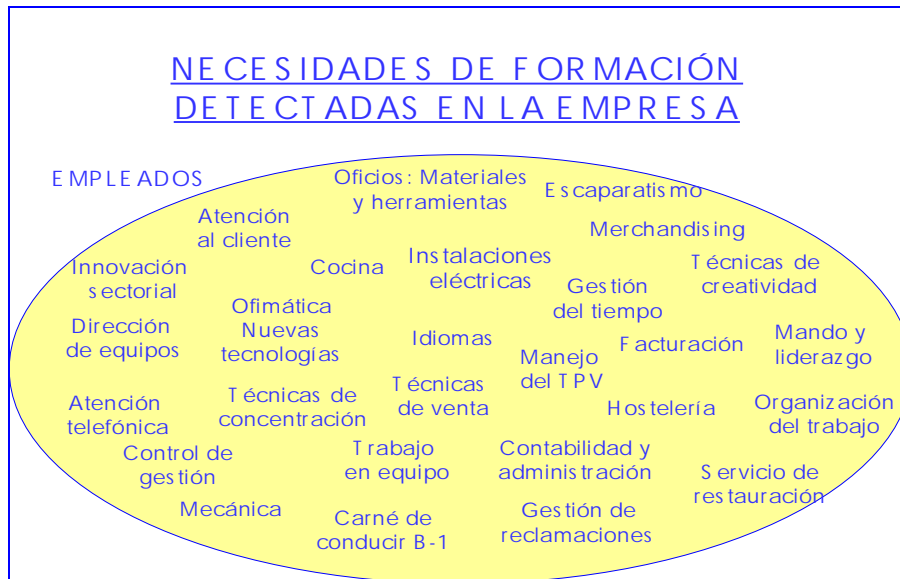 NECESIDADES DE FORMACIÓN
DETECTADAS EN LA EMPRESA
EMPLEADOS
Oficios: Materiales
y herramientas
Escaparatismo
Atención
al cliente
Merchandising
Innovación
sectorial
Cocina
Instalaciones
eléctricas
Gestión
del tiempo
Técnicas de
creatividad
Dirección
de equipos
Ofimática
Nuevas
tecnologías
Idiomas
Manejo
del TPV
Facturación
Mando y
liderazgo
Atención
telefónica
Técnicas de
concentración
Técnicas
de venta
Hostelería
Organización
del trabajo
Control de
gestión
Trabajo
en equipo
Contabilidad y
administración
Servicio de
restauración
Mecánica
Carné de
conducir B-1
Gestión de
reclamaciones